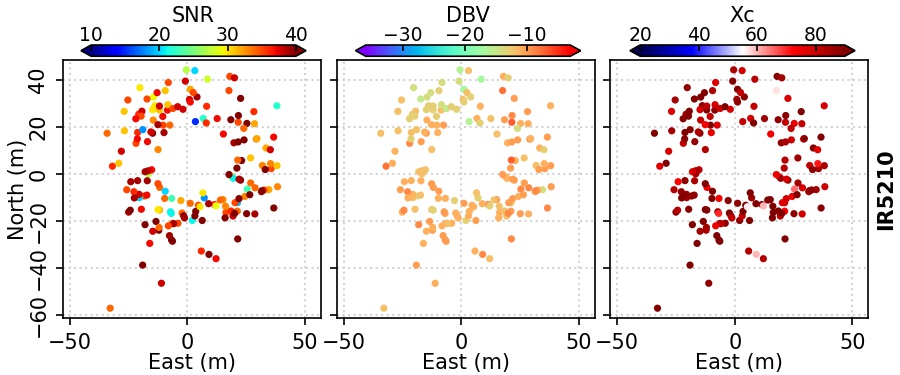 SNR DBV Xc
10 20 30 40 −30 −20 −10 20 40 60 80
North (m)
40
20
0
−20
−40
−60
−50 0 50 −50 0 50 −50 0 50
East (m) East (m) East (m)
IR5210